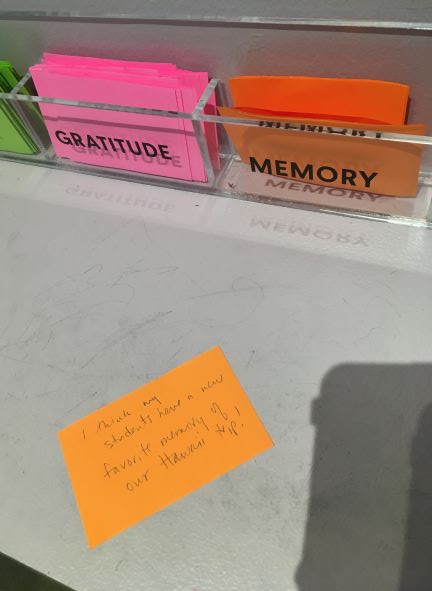 GRATITUDE
MEMORY
I think my
students have a new
favorite memory of
our Hawaii trip!